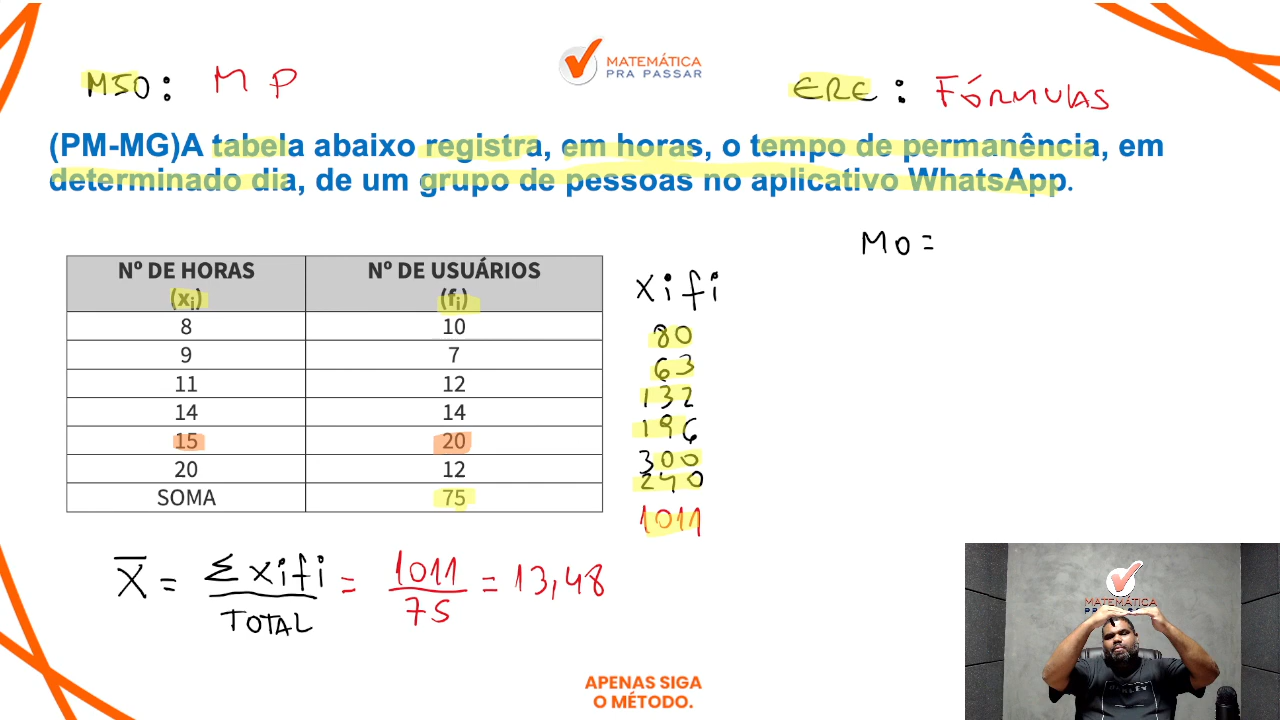 MATEMÁTICA
PRA PASSAR
M50: MP
ERE: FÓRMULAS
(PM-MG)A tabela abaixo registra, em horas, o tempo de permanência, em
determinado dia, de um grupo de pessoas no aplicativo WhatsApp.
Mo =
Nº DE HORAS Nº DE USUÁRIOS
(xi) (fi) xifi
8 10 80
9 7 63
11 12 132
14 14 196
15 20 300
20 12 240
SOMA 75 1011
X̅ = Σxifi / TOTAL = 1011 / 75 = 13,48
MATEMÁTICA
APENAS SIGA
O MÉTODO.